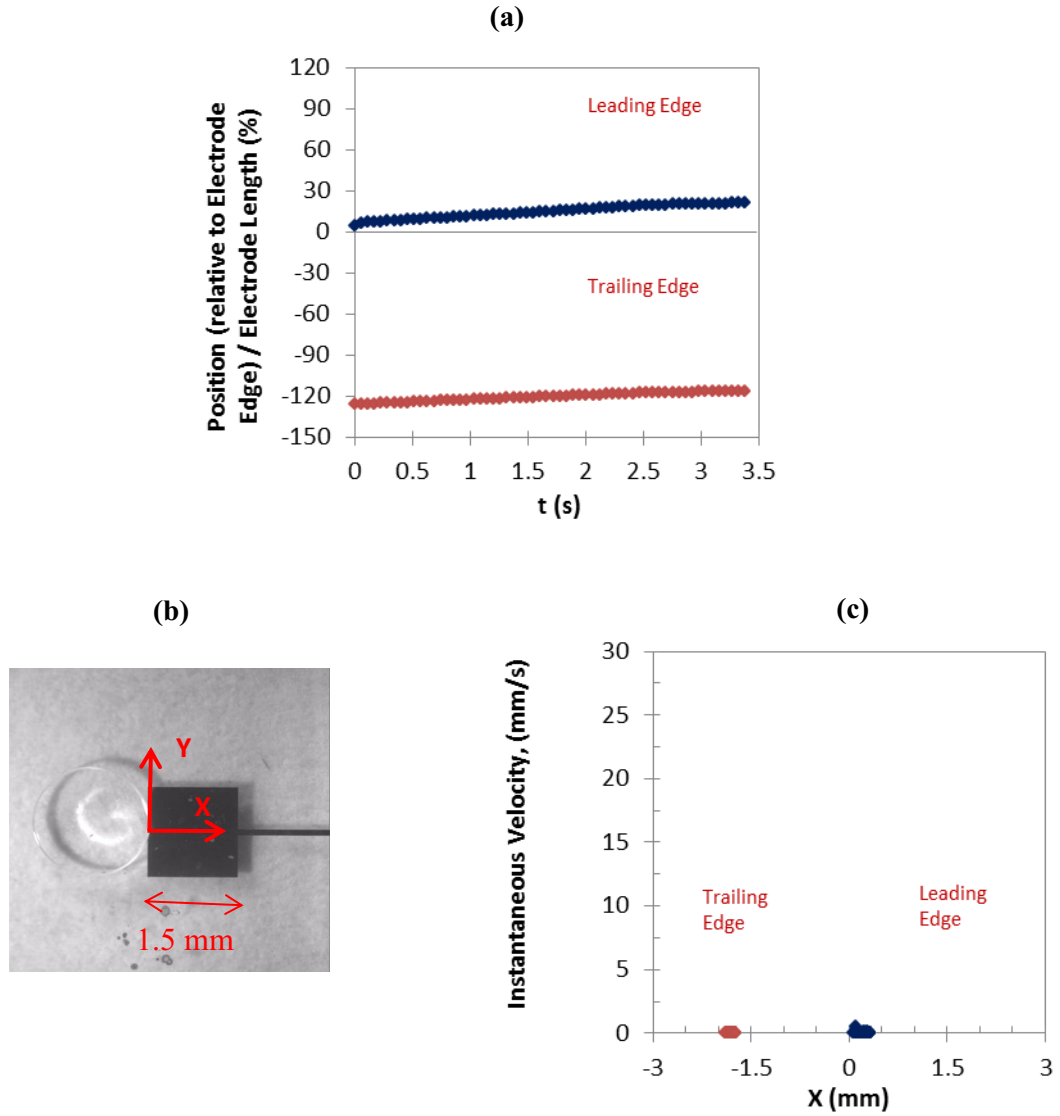 (a)
Position (relative to Electrode
Edge) / Electrode Length (%)
120
90
60
30
0
-30
-60
-90
-120
-150
Leading Edge
Trailing Edge
0 0.5 1 1.5 2 2.5 3 3.5
t (s)
(b)
Y
X
1.5 mm
(c)
Instantaneous Velocity, (mm/s)
30
25
20
15
10
5
0
Trailing
Edge
Leading
Edge
-3 -1.5 0 1.5 3
X (mm)